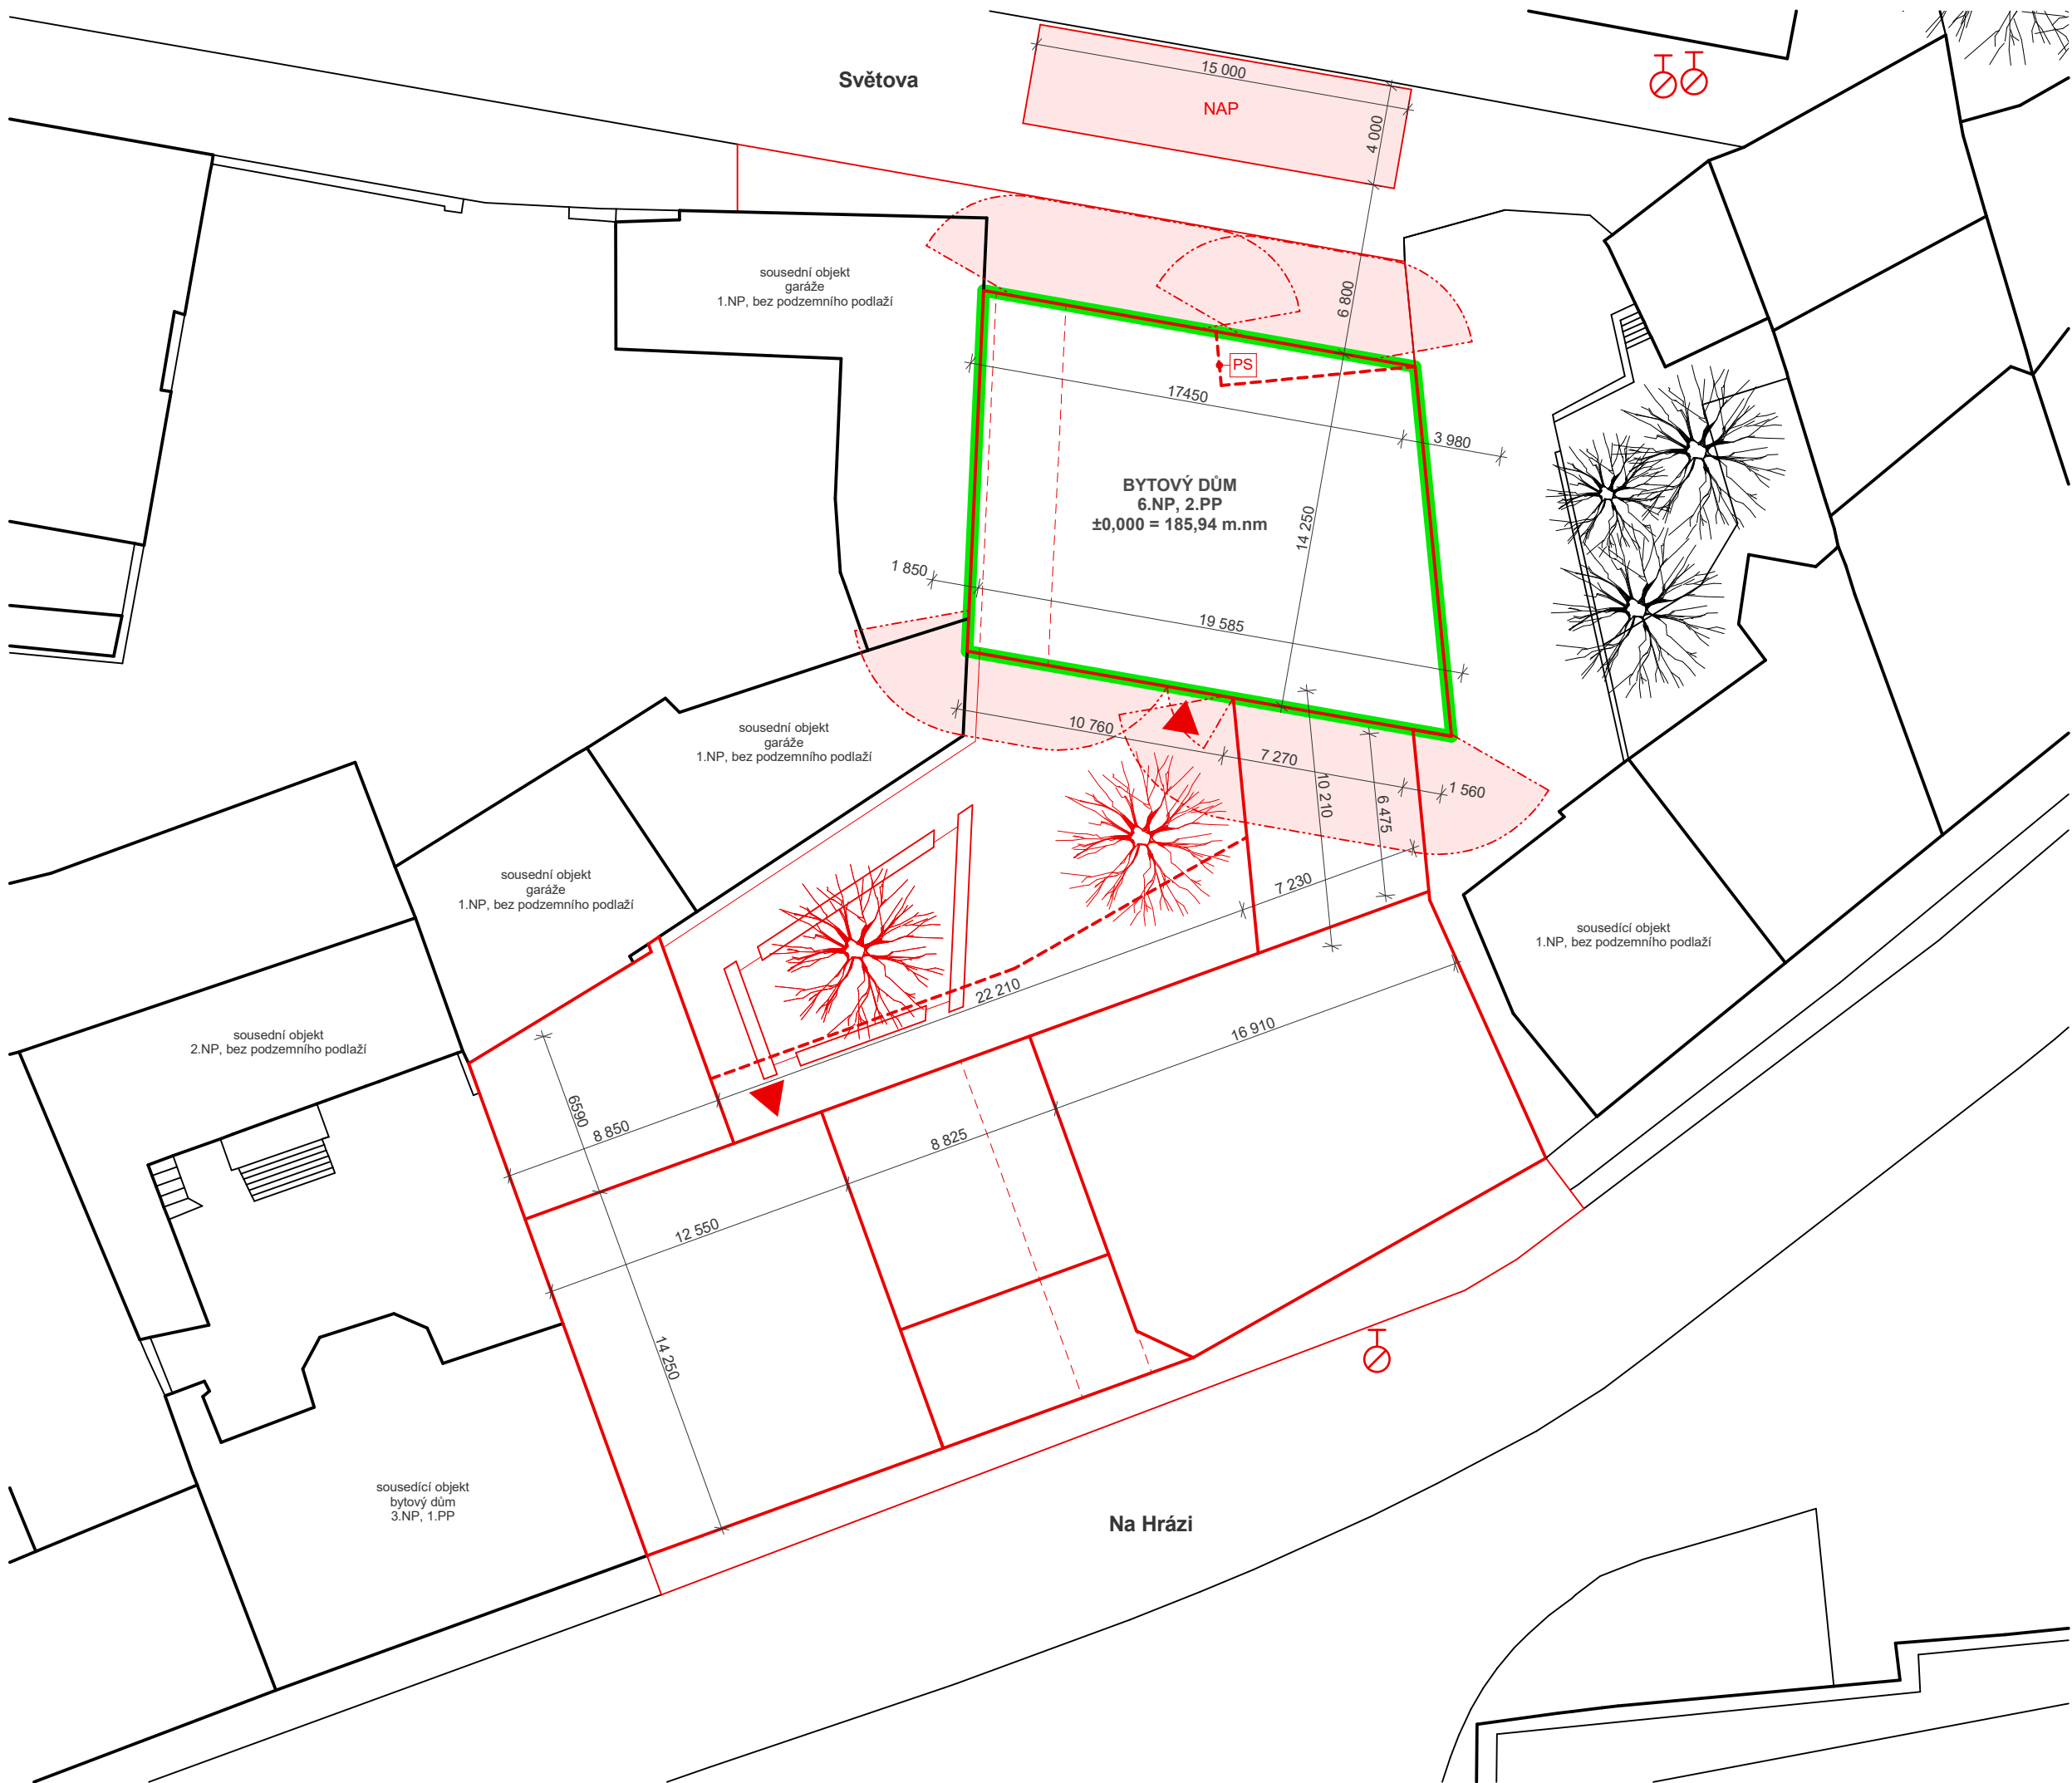 Světova
15 000
NAP
4 000
sousední objekt
garáže
1.NP, bez podzemního podlaží
6 800
PS
17450
3 980
BYTOVÝ DŮM
6.NP, 2.PP
±0,000 = 185,94 m.nm
14 250
1 850
19 585
sousední objekt
garáže
1.NP, bez podzemního podlaží
10 760
7 270
10 210
6 475
1 560
sousední objekt
garáže
1.NP, bez podzemního podlaží
7 230
sousedící objekt
1.NP, bez podzemního podlaží
22 210
16 910
sousední objekt
2.NP, bez podzemního podlaží
6590
8 850
8 825
12 550
14 250
sousedící objekt
bytový dům
3.NP, 1.PP
Na Hrázi